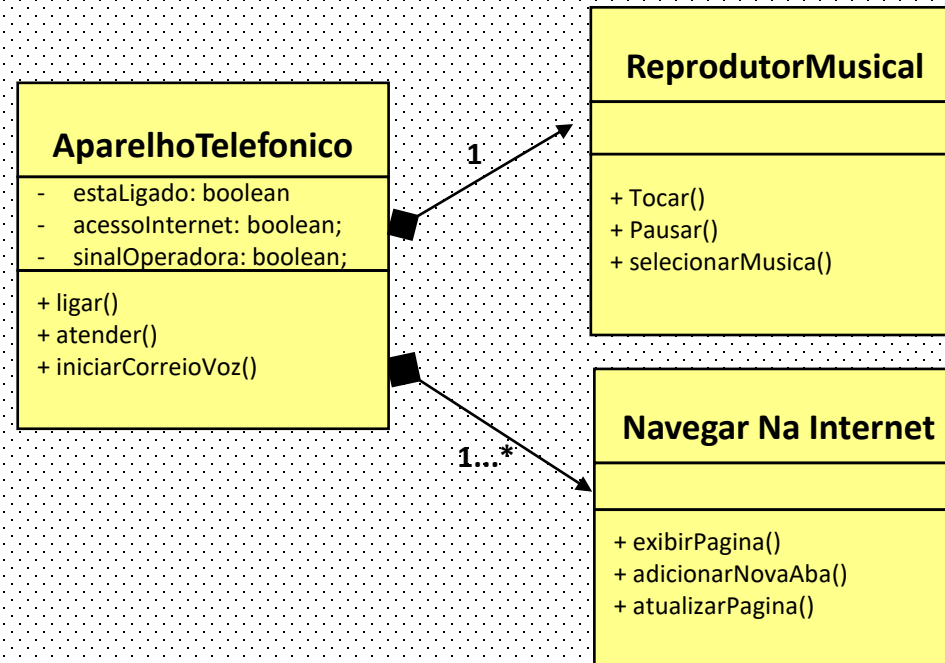 AparelhoTelefonico
- estaLigado: boolean
- acessoInternet: boolean;
- sinalOperadora: boolean;
+ ligar()
+ atender()
+ iniciarCorreioVoz()
1
1...*
ReprodutorMusical
+ Tocar()
+ Pausar()
+ selecionarMusica()
Navegar Na Internet
+ exibirPagina()
+ adicionarNovaAba()
+ atualizarPagina()